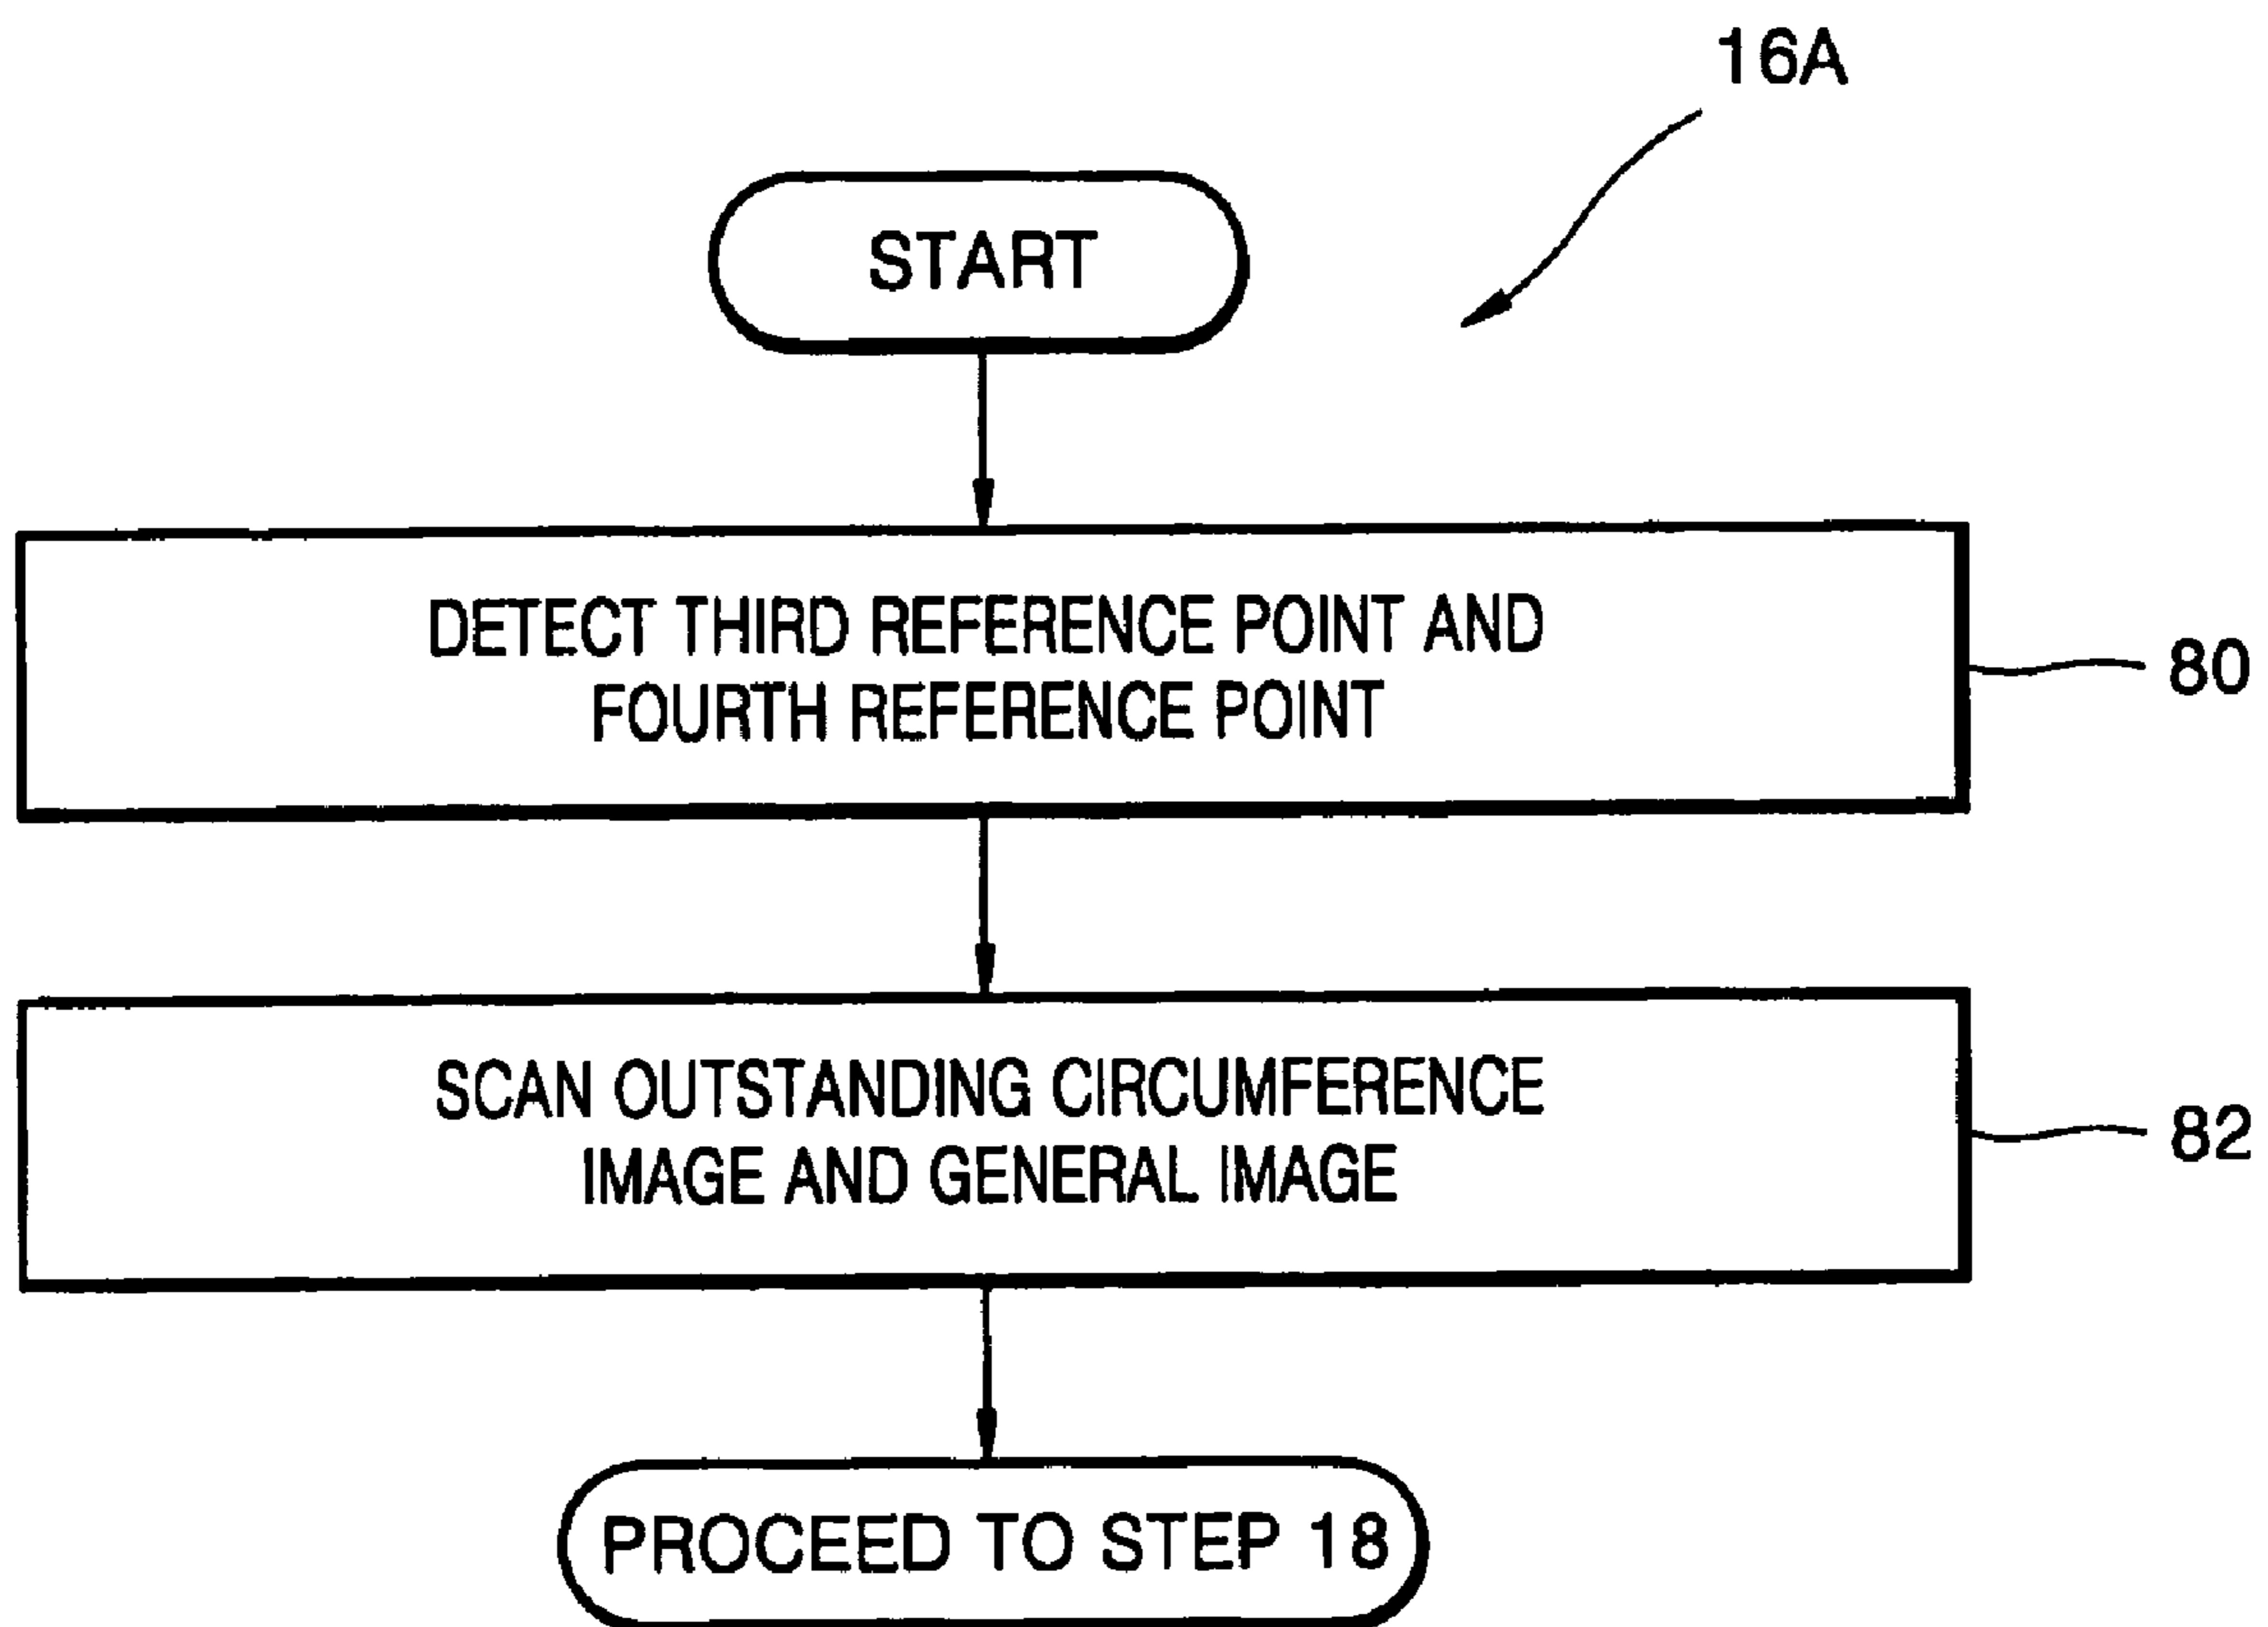 16A
START
DETECT THIRD REFERENCE POINT AND
FOURTH REFERENCE POINT
80
SCAN OUTSTANDING CIRCUMFERENCE
IMAGE AND GENERAL IMAGE
82
PROCEED TO STEP 18